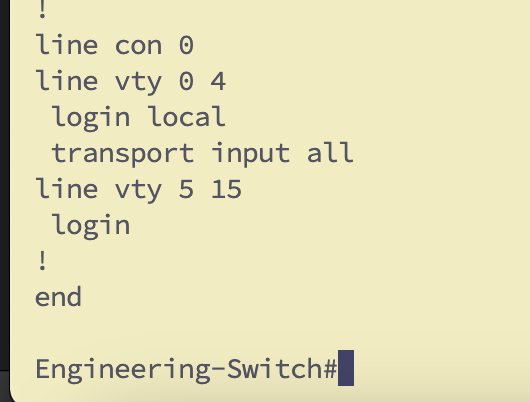 !
line con 0
line vty 0 4
 login local
 transport input all
line vty 5 15
 login
!
end
Engineering-Switch#